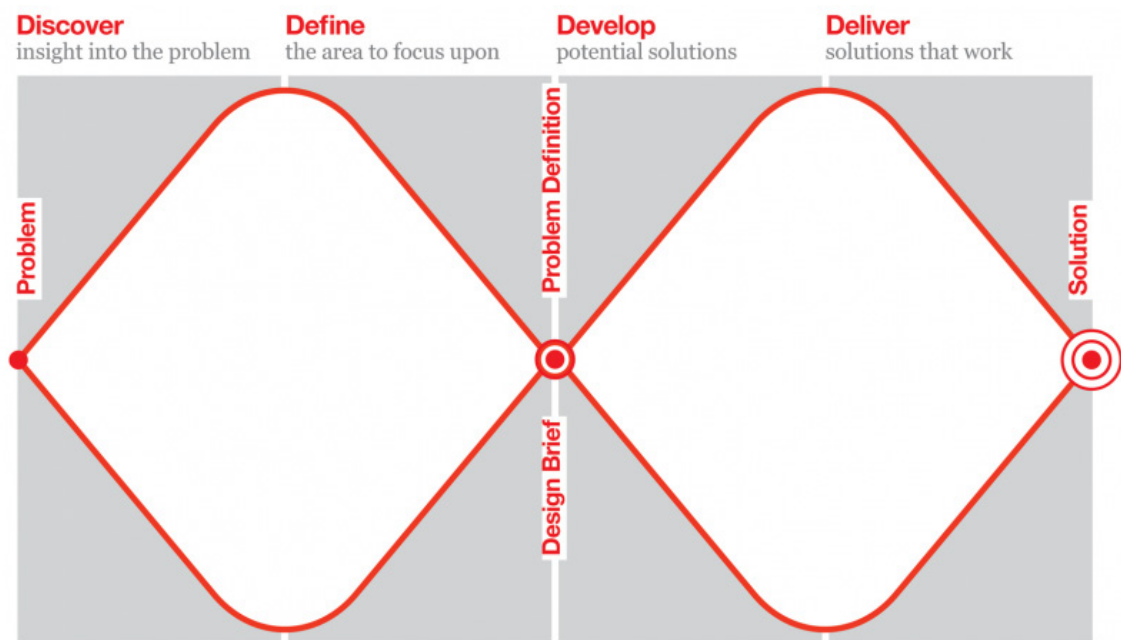 Discover
insight into the problem
Define
the area to focus upon
Develop
potential solutions
Deliver
solutions that work
Problem
Problem Definition
Design Brief
Solution